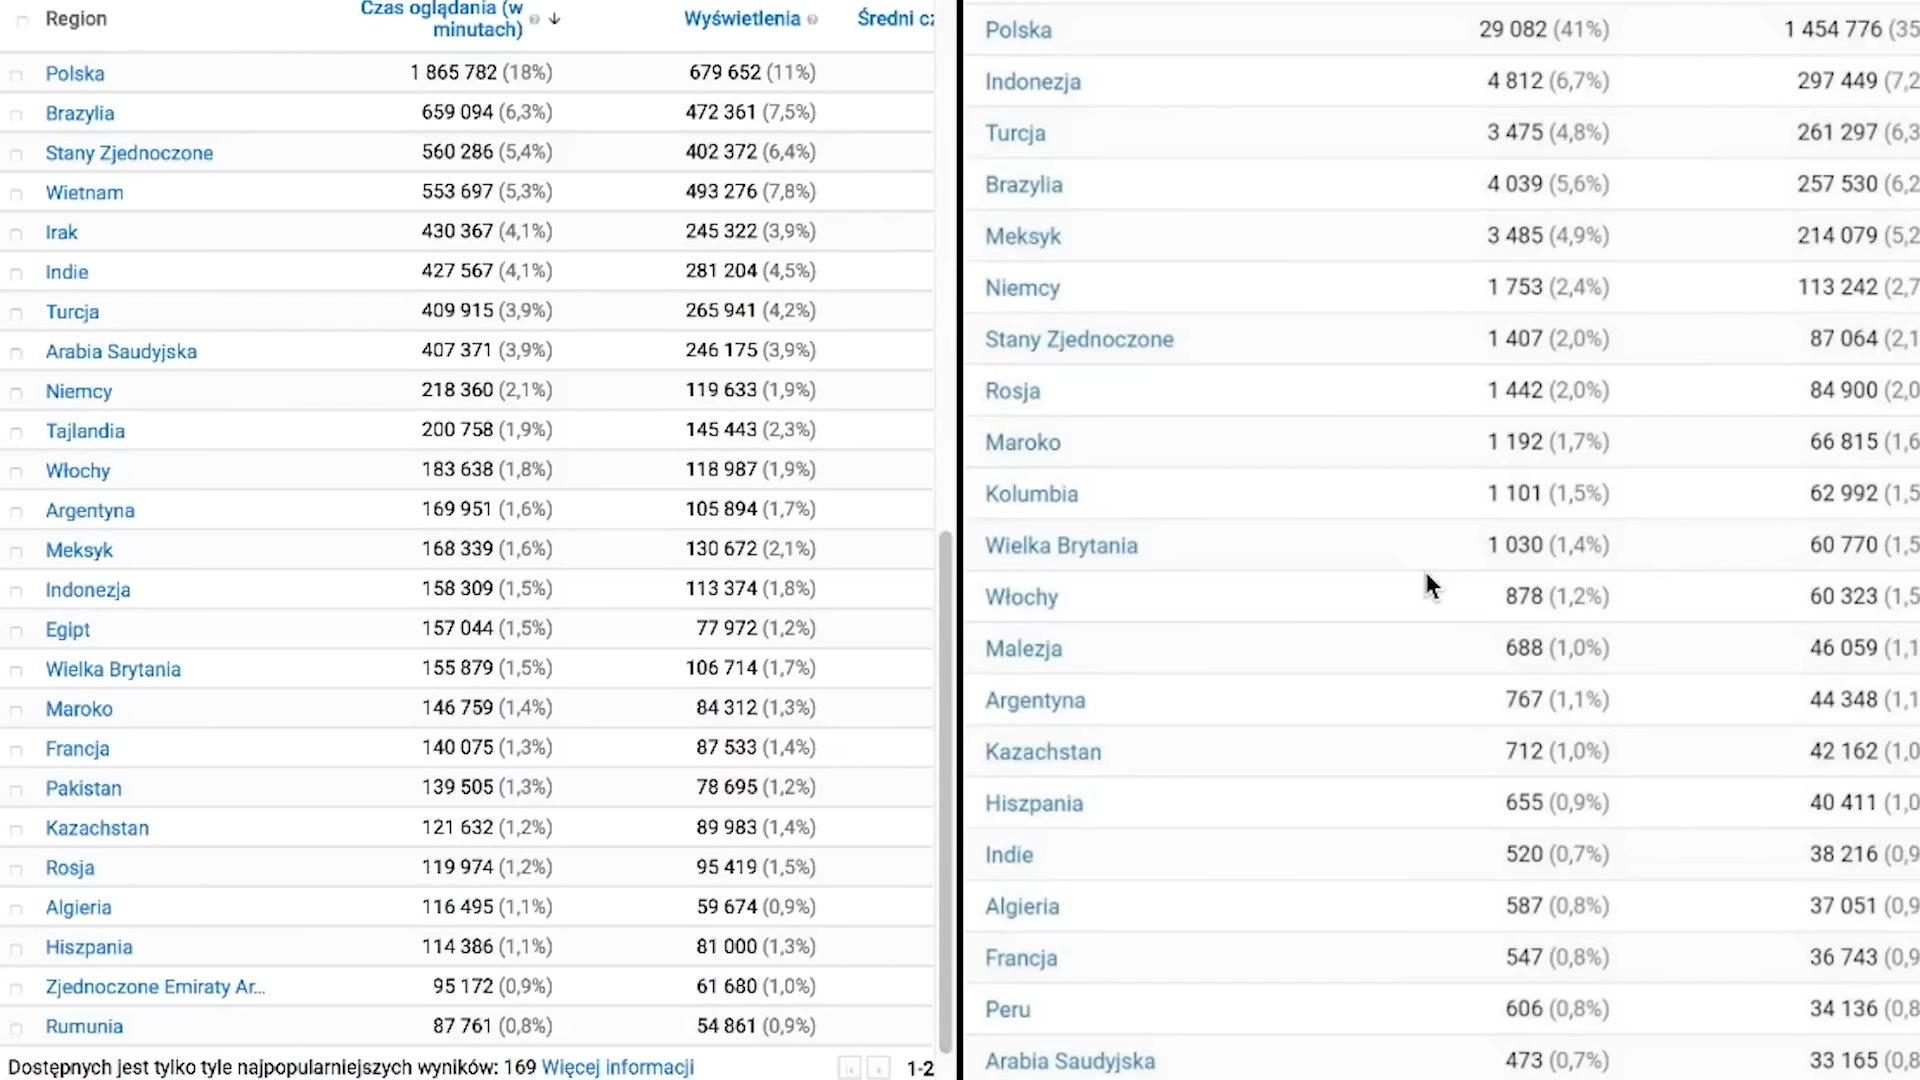 Region Czas oglądania (w minutach) Wyświetlenia Średni cz
Polska 1 865 782 (18%) 679 652 (11%)
Brazylia 659 094 (6,3%) 472 361 (7,5%)
Stany Zjednoczone 560 286 (5,4%) 402 372 (6,4%)
Wietnam 553 697 (5,3%) 493 276 (7,8%)
Irak 430 367 (4,1%) 245 322 (3,9%)
Indie 427 567 (4,1%) 281 204 (4,5%)
Turcja 409 915 (3,9%) 265 941 (4,2%)
Arabia Saudyjska 407 371 (3,9%) 246 175 (3,9%)
Niemcy 218 360 (2,1%) 119 633 (1,9%)
Tajlandia 200 758 (1,9%) 145 443 (2,3%)
Włochy 183 638 (1,8%) 118 987 (1,9%)
Argentyna 169 951 (1,6%) 105 894 (1,7%)
Meksyk 168 339 (1,6%) 130 672 (2,1%)
Indonezja 158 309 (1,5%) 113 374 (1,8%)
Egipt 157 044 (1,5%) 77 972 (1,2%)
Wielka Brytania 155 879 (1,5%) 106 714 (1,7%)
Maroko 146 759 (1,4%) 84 312 (1,3%)
Francja 140 075 (1,3%) 87 533 (1,4%)
Pakistan 139 505 (1,3%) 78 695 (1,2%)
Kazachstan 121 632 (1,2%) 89 983 (1,4%)
Rosja 119 974 (1,2%) 95 419 (1,5%)
Algieria 116 495 (1,1%) 59 674 (0,9%)
Hiszpania 114 386 (1,1%) 81 000 (1,3%)
Zjednoczone Emiraty Ar... 95 172 (0,9%) 61 680 (1,0%)
Rumunia 87 761 (0,8%) 54 861 (0,9%)
Dostępnych jest tylko tyle najpopularniejszych wyników: 169 Więcej informacji 1-2
Polska 29 082 (41%) 1 454 776 (35
Indonezja 4 812 (6,7%) 297 449 (7,2
Turcja 3 475 (4,8%) 261 297 (6,3
Brazylia 4 039 (5,6%) 257 530 (6,2
Meksyk 3 485 (4,9%) 214 079 (5,2
Niemcy 1 753 (2,4%) 113 242 (2,7
Stany Zjednoczone 1 407 (2,0%) 87 064 (2,1
Rosja 1 442 (2,0%) 84 900 (2,0
Maroko 1 192 (1,7%) 66 815 (1,6
Kolumbia 1 101 (1,5%) 62 992 (1,5
Wielka Brytania 1 030 (1,4%) 60 770 (1,5
Włochy 878 (1,2%) 60 323 (1,5
Malezja 688 (1,0%) 46 059 (1,1
Argentyna 767 (1,1%) 44 348 (1,1
Kazachstan 712 (1,0%) 42 162 (1,0
Hiszpania 655 (0,9%) 40 411 (1,0
Indie 520 (0,7%) 38 216 (0,9
Algieria 587 (0,8%) 37 051 (0,9
Francja 547 (0,8%) 36 743 (0,9
Peru 606 (0,8%) 34 136 (0,8
Arabia Saudyjska 473 (0,7%) 33 165 (0,8